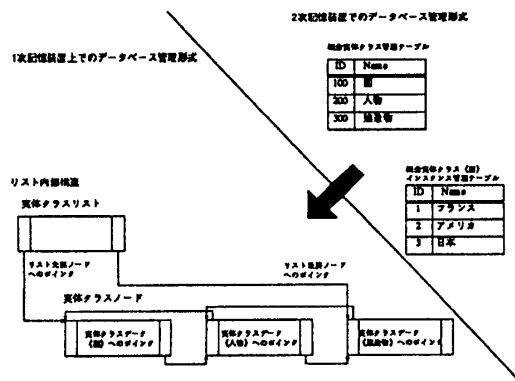 2次記憶装置でのデータベース管理形式
1次記憶装置上でのデータベース管理形式
統合実体クラス管理テーブル
ID Name
100 国
200 人物
300 建造物
統合実体クラス（国）
インスタンス管理テーブル
ID Name
1 フランス
2 アメリカ
3 日本
リスト内部構造
実体クラスリスト
リスト先頭ノード
へのポインタ
リスト最終ノード
へのポインタ
実体クラスノード
実体クラスデータ
（国）へのポインタ
実体クラスデータ
（人物）へのポインタ
実体クラスデータ
（建造物）へのポインタ